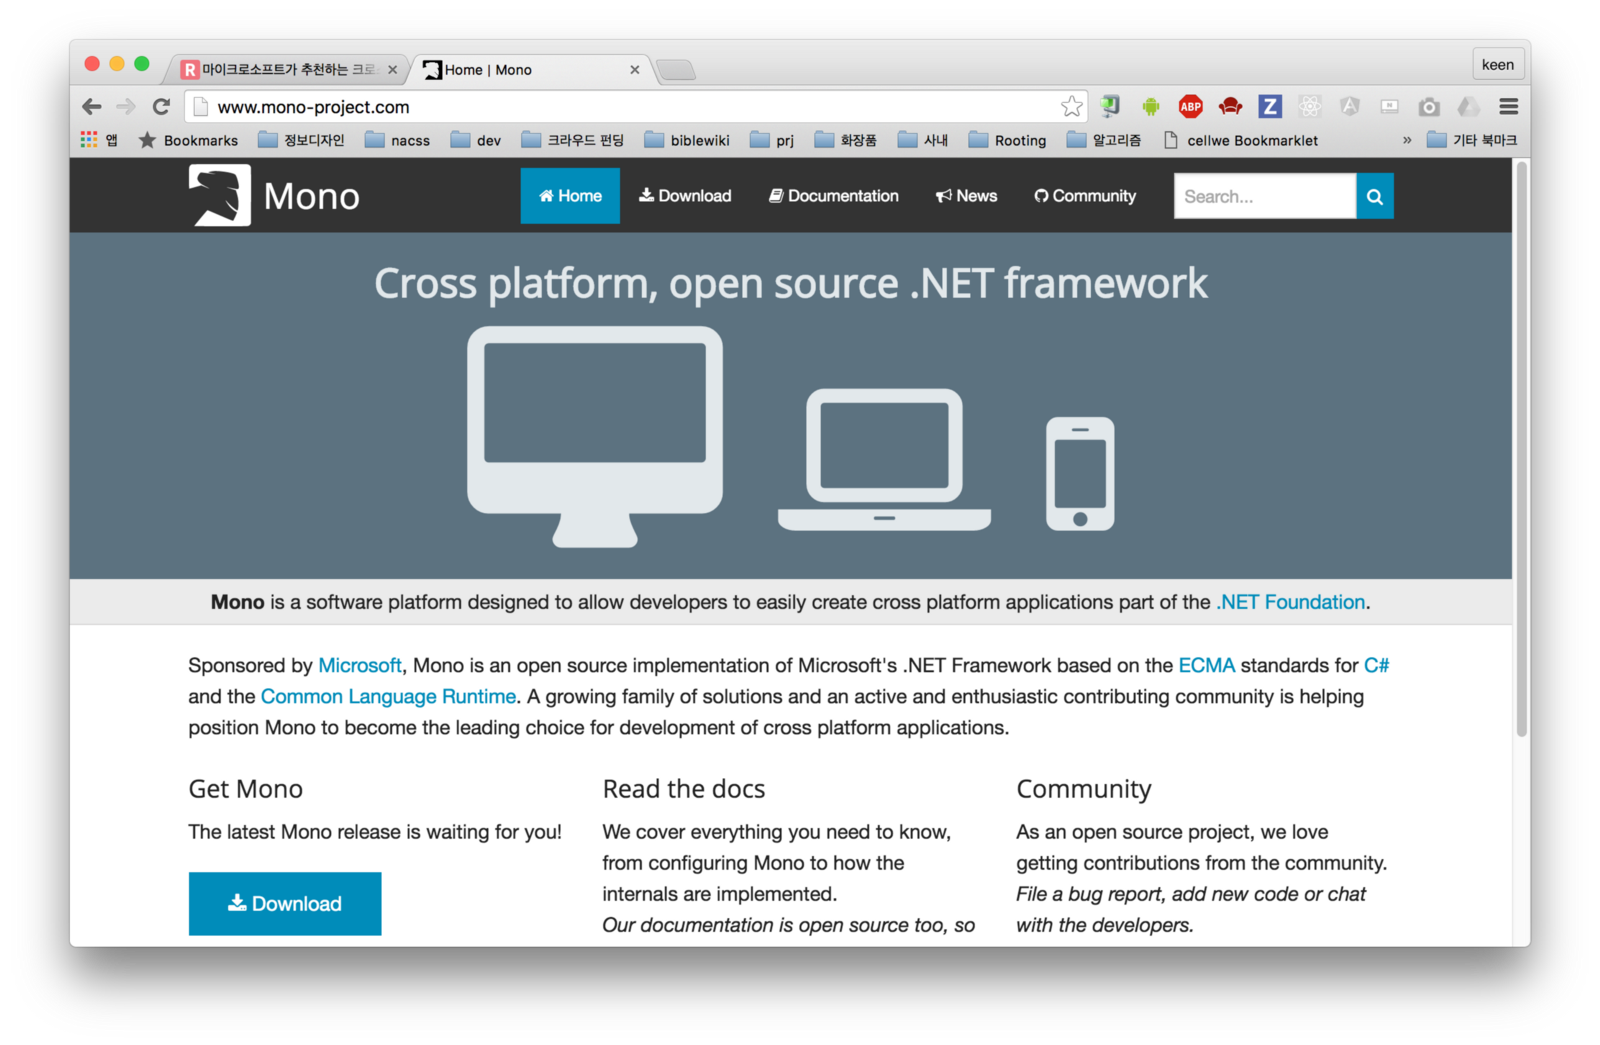 R 마이크로소프트가 추천하는 크로스
Home | Mono
keen
www.mono-project.com
ABP
Z
앱 Bookmarks 정보디자인 nacss dev 크라우드 펀딩 biblewiki prj 화장품 사내 Rooting 알고리즘 cellwe Bookmarklet » 기타 북마크
Mono
Home Download Documentation News Community Search...
Cross platform, open source .NET framework
Mono is a software platform designed to allow developers to easily create cross platform applications part of the .NET Foundation.
Sponsored by Microsoft, Mono is an open source implementation of Microsoft's .NET Framework based on the ECMA standards for C#
and the Common Language Runtime. A growing family of solutions and an active and enthusiastic contributing community is helping
position Mono to become the leading choice for development of cross platform applications.
Get Mono
The latest Mono release is waiting for you!
Download
Read the docs
We cover everything you need to know,
from configuring Mono to how the
internals are implemented.
Our documentation is open source too, so
Community
As an open source project, we love
getting contributions from the community.
File a bug report, add new code or chat
with the developers.